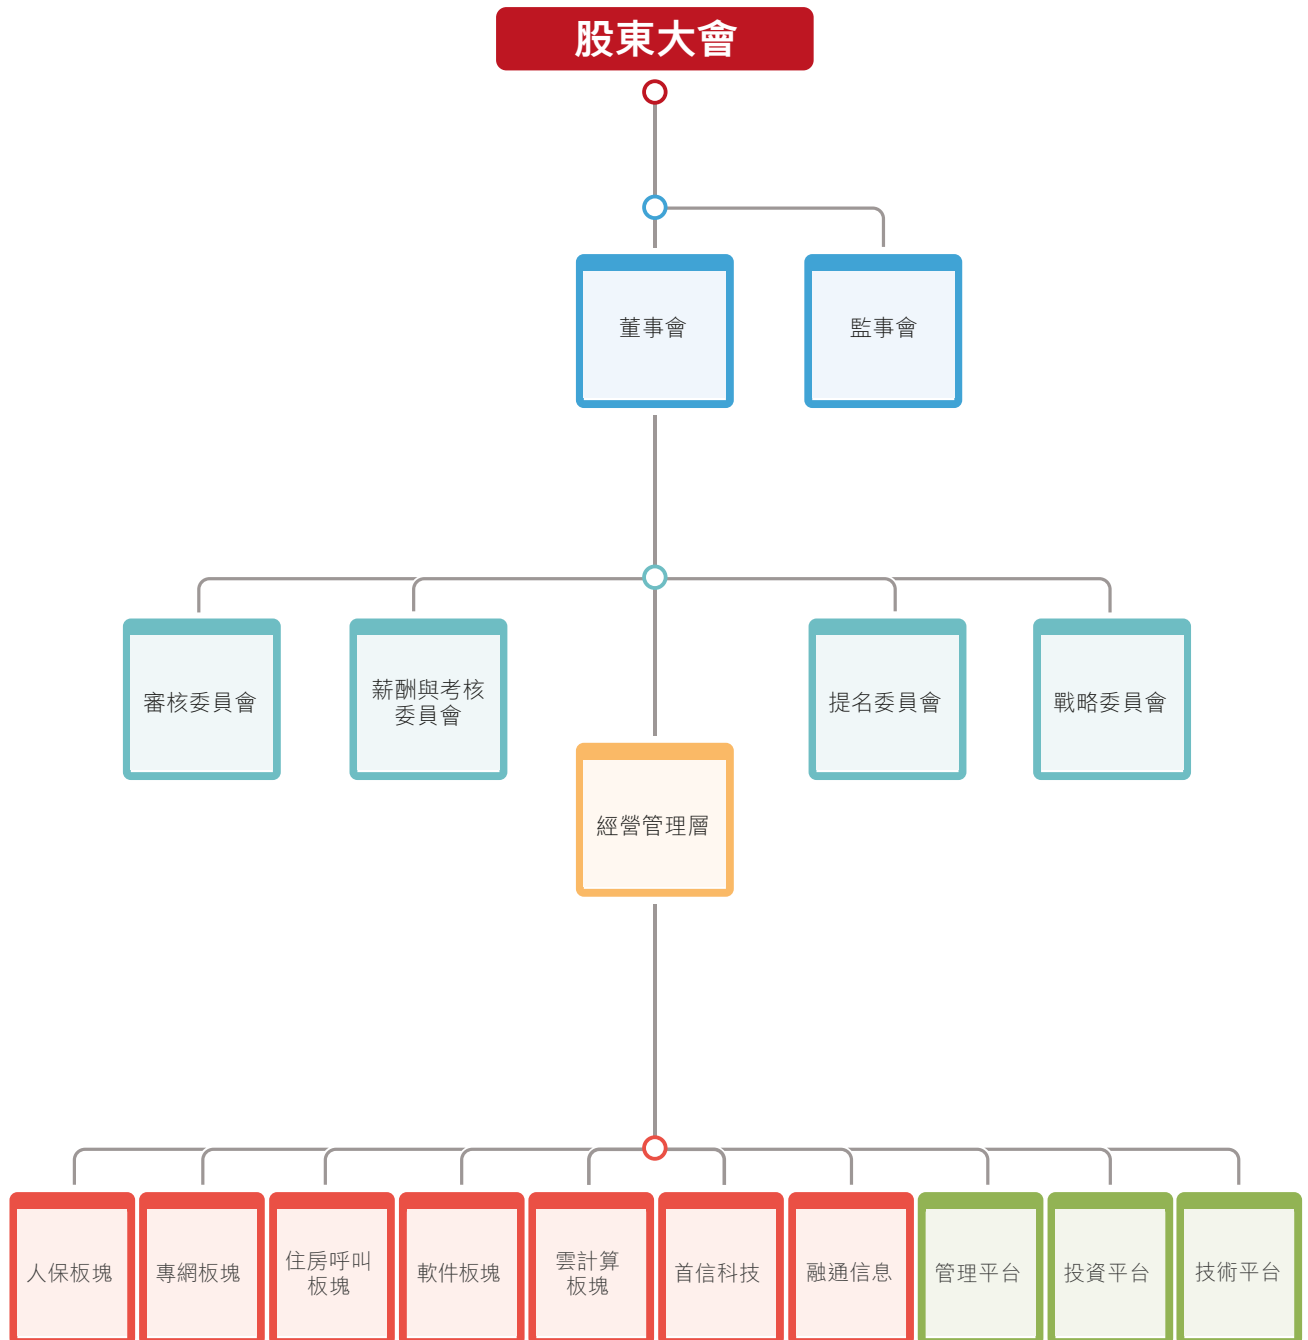 股東大會
董事會
監事會
審核委員會
薪酬與考核
委員會
提名委員會
戰略委員會
經營管理層
人保板塊
專網板塊
住房呼叫
板塊
軟件板塊
雲計算
板塊
首信科技
融通信息
管理平台
投資平台
技術平台